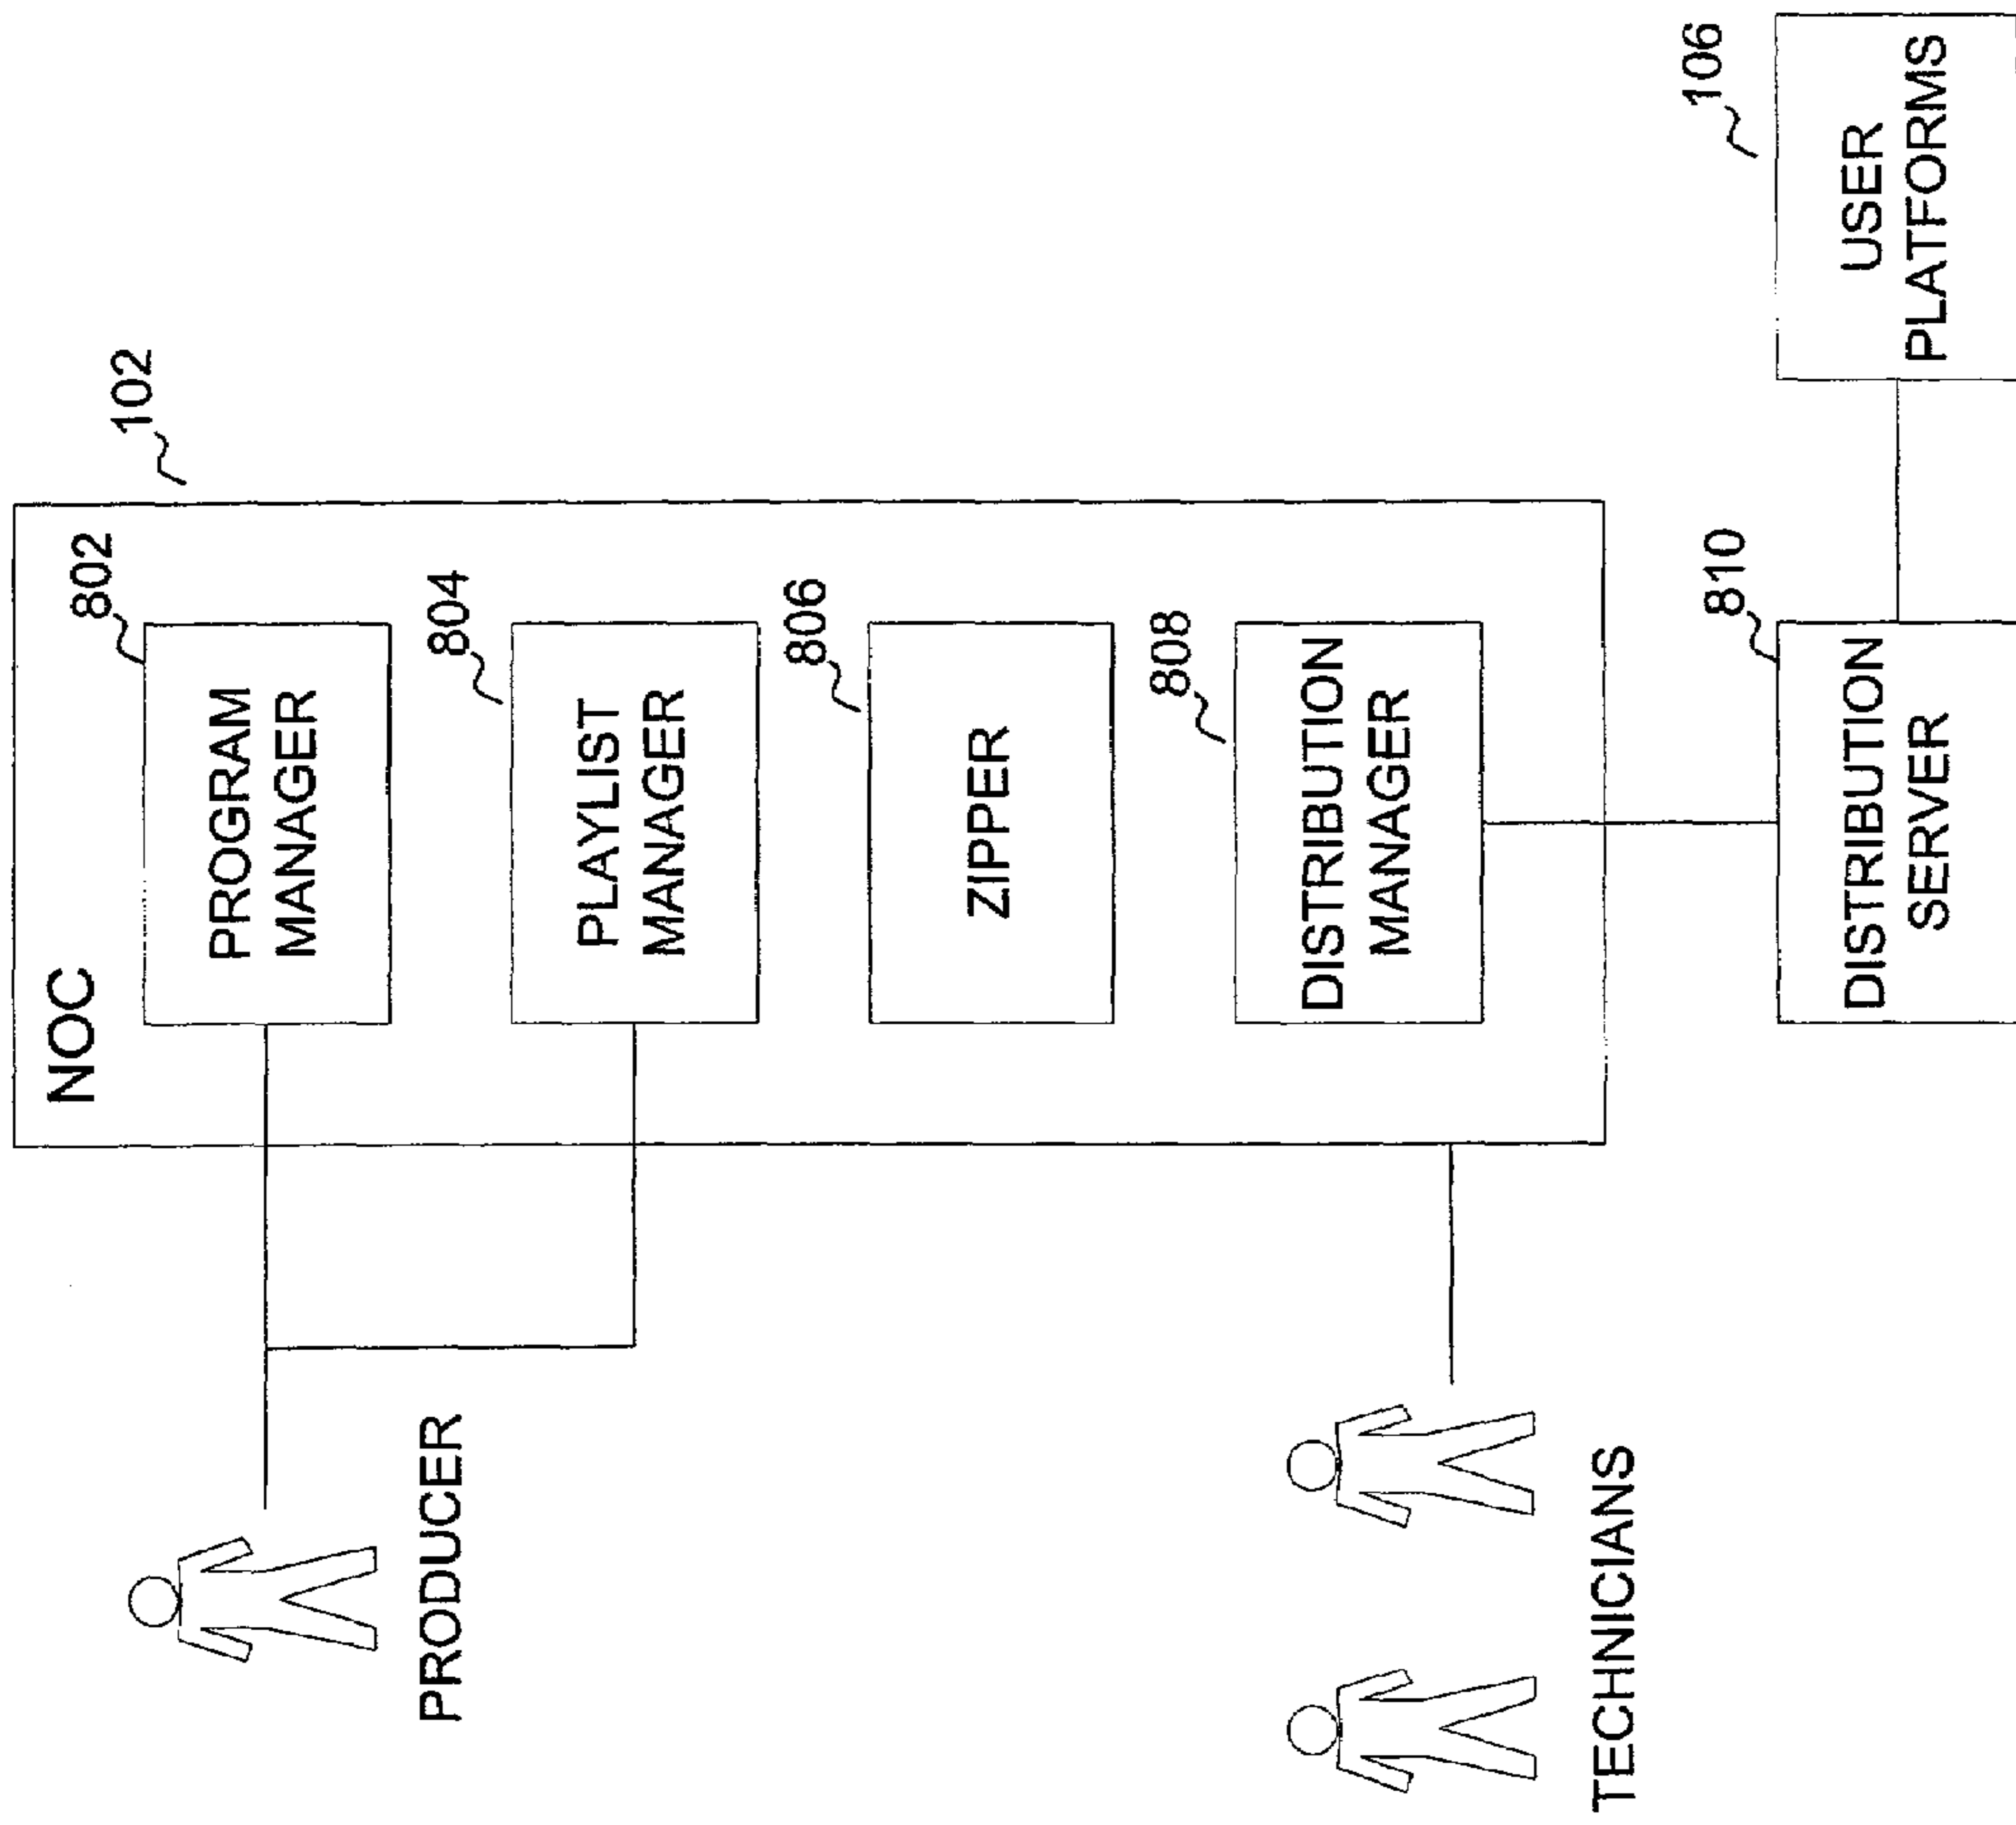 NOC
102
802
PROGRAM
MANAGER
804
PLAYLIST
MANAGER
806
ZIPPER
808
DISTRIBUTION
MANAGER
PRODUCER
TECHNICIANS
810
DISTRIBUTION
SERVER
106
USER
PLATFORMS